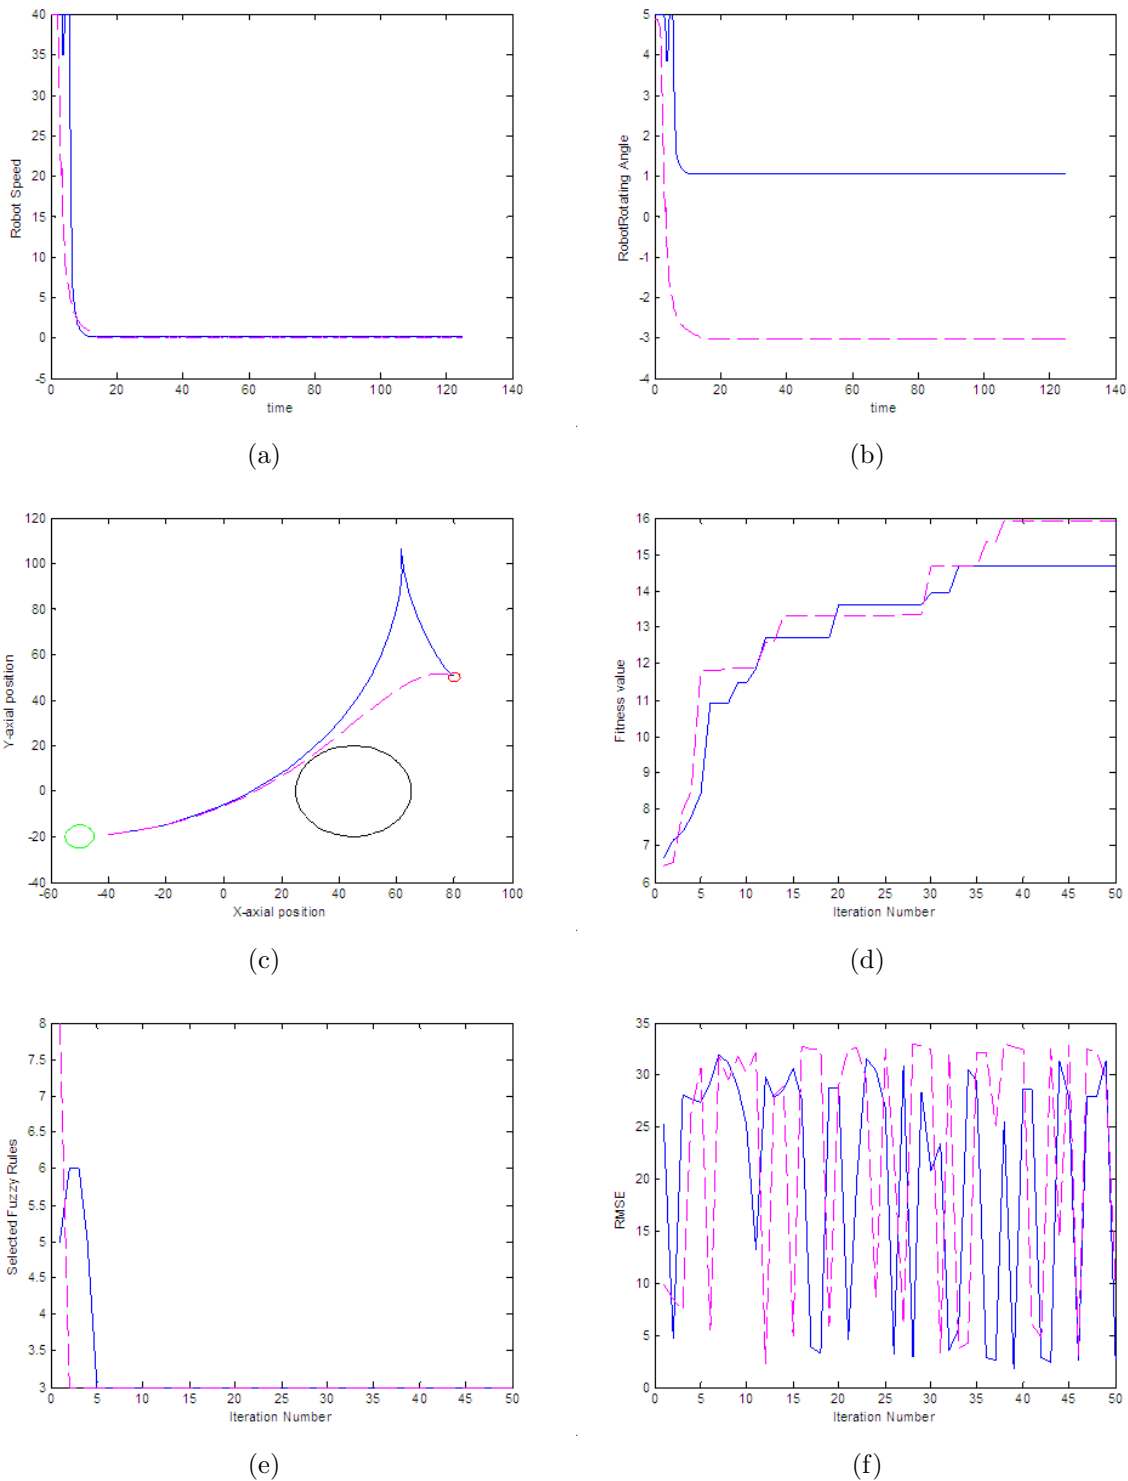 40
35
30
25
20
15
10
5
0
-5
Robot Speed
0 20 40 60 80 100 120 140
time
(a)
5
4
3
2
1
0
-1
-2
-3
-4
RobotRotating Angle
0 20 40 60 80 100 120 140
time
(b)
120
100
80
60
40
20
0
-20
-40
Y-axial position
-60 -40 -20 0 20 40 60 80 100
X-axial position
(c)
16
15
14
13
12
11
10
9
8
7
6
Fitness value
5 10 15 20 25 30 35 40 45 50
Iteration Number
(d)
8
7.5
7
6.5
6
5.5
5
4.5
4
3.5
3
Selected Fuzzy Rules
0 5 10 15 20 25 30 35 40 45 50
Iteration Number
(e)
35
30
25
20
15
10
5
0
RMSE
0 5 10 15 20 25 30 35 40 45 50
Iteration Number
(f)